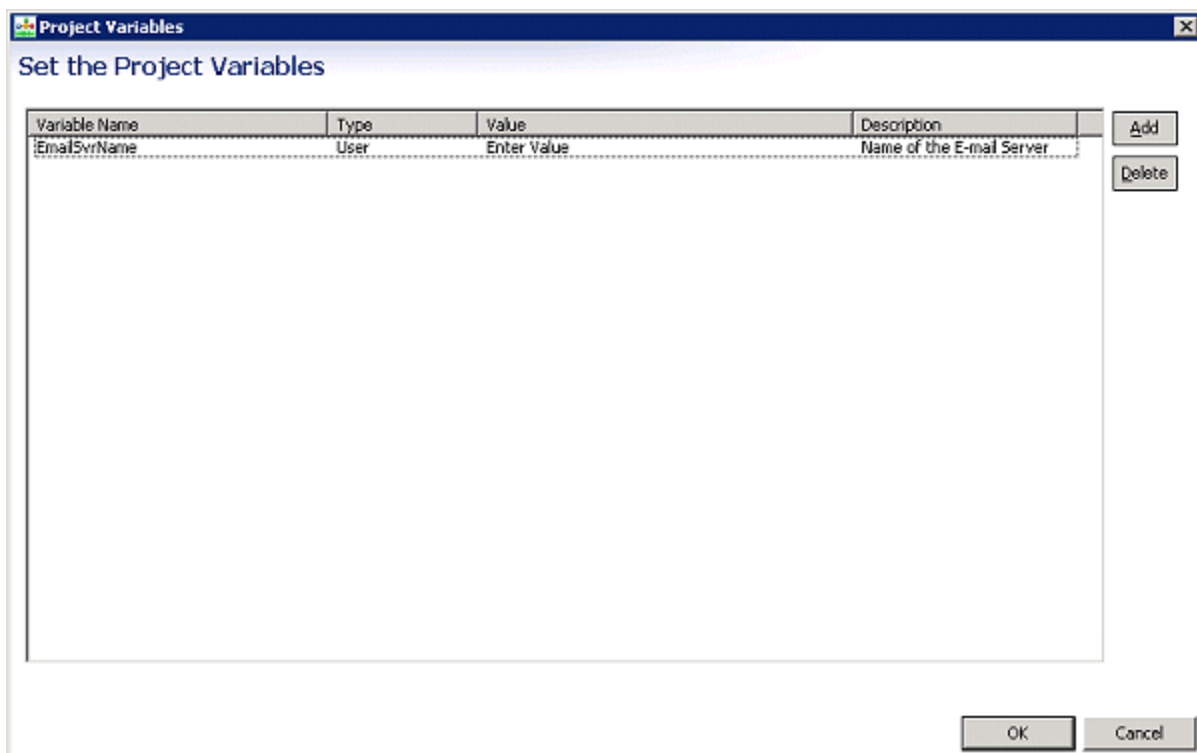 Project Variables
Set the Project Variables
Variable Name Type Value Description
EmailSvrName User Enter Value Name of the E-mail Server
Add
Delete
OK Cancel